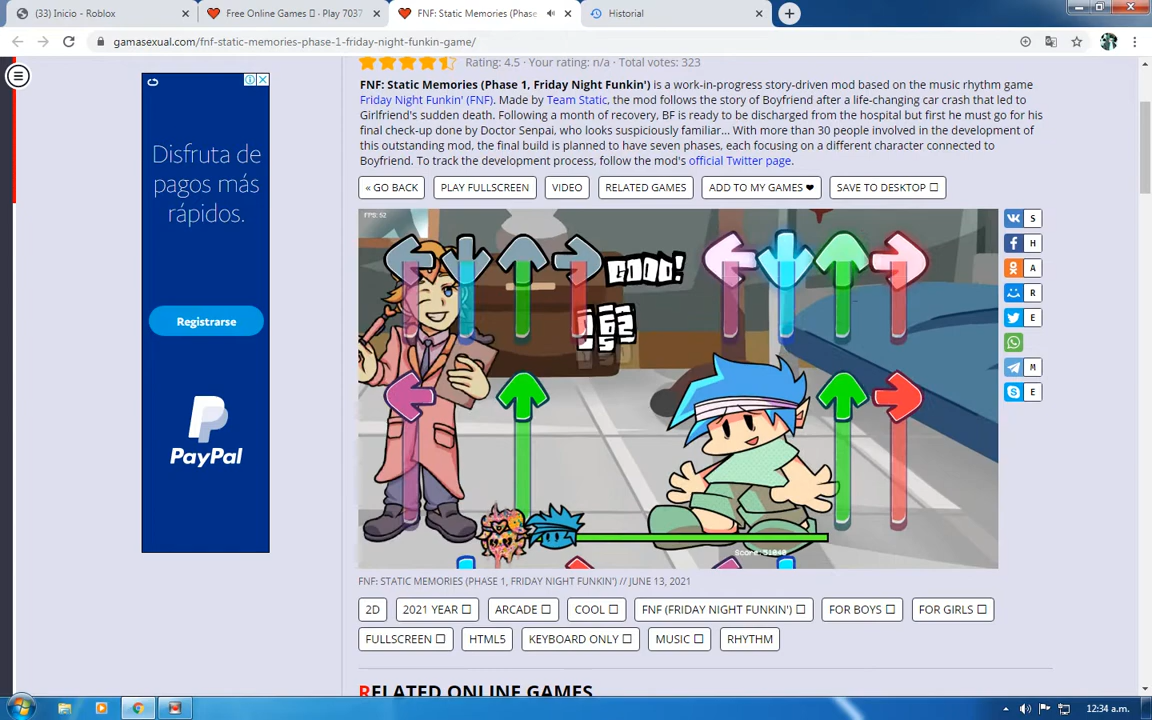 (33) Inicio - Roblox
Free Online Games - Play 7037
FNF: Static Memories (Phase
Historial
gamasexual.com/fnf-static-memories-phase-1-friday-night-funkin-game/
Rating: 4.5 · Your rating: n/a · Total votes: 323
FNF: Static Memories (Phase 1, Friday Night Funkin') is a work-in-progress story-driven mod based on the music rhythm game
Friday Night Funkin' (FNF). Made by Team Static, the mod follows the story of Boyfriend after a life-changing car crash that led to
Girlfriend's sudden death. Following a month of recovery, BF is ready to be discharged from the hospital but first he must go for his
final check-up done by Doctor Senpai, who looks suspiciously familiar... With more than 30 people involved in the development of
this outstanding mod, the final build is planned to have seven phases, each focusing on a different character connected to
Boyfriend. To track the development process, follow the mod's official Twitter page.
« GO BACK
PLAY FULLSCREEN
VIDEO
RELATED GAMES
ADD TO MY GAMES ❤
SAVE TO DESKTOP
Disfruta de
pagos más
rápidos.
Registrarse
PayPal
FPS: 52
GOOD!
Score:51040
S
H
A
R
E
M
E
FNF: STATIC MEMORIES (PHASE 1, FRIDAY NIGHT FUNKIN') // JUNE 13, 2021
2D
2021 YEAR
ARCADE
COOL
FNF (FRIDAY NIGHT FUNKIN')
FOR BOYS
FOR GIRLS
FULLSCREEN
HTML5
KEYBOARD ONLY
MUSIC
RHYTHM
RELATED ONLINE GAMES
12:34 a.m.